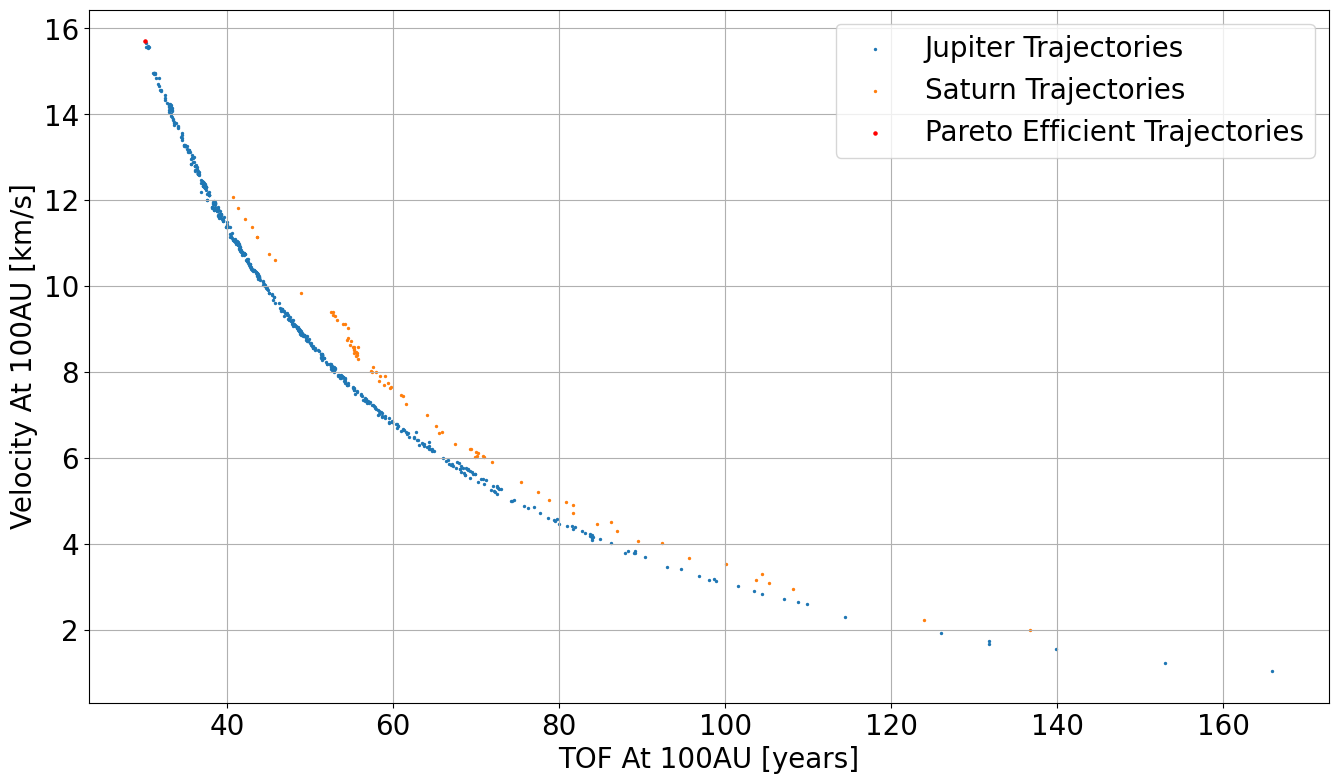 16
14
12
10
8
6
4
2
Velocity At 100AU [km/s]
Jupiter Trajectories
Saturn Trajectories
Pareto Efficient Trajectories
40 60 80 100 120 140 160
TOF At 100AU [years]